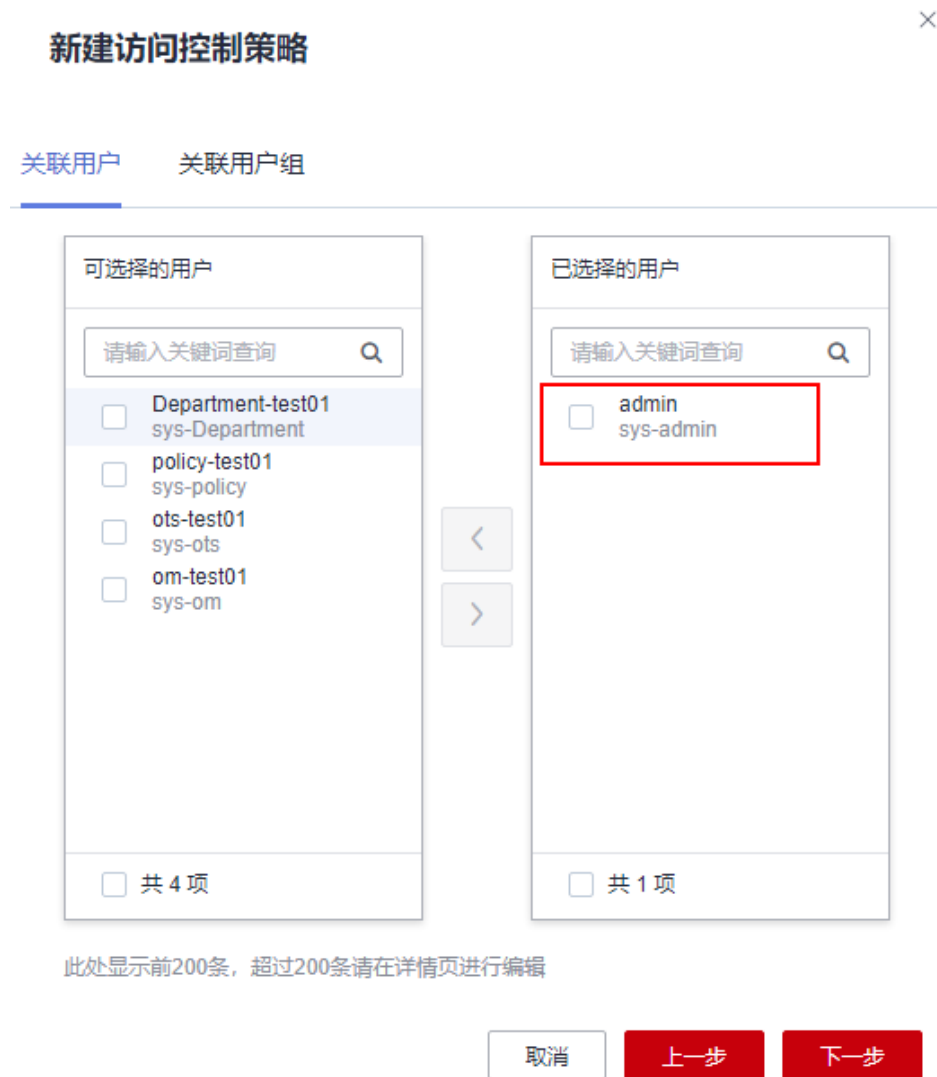 新建访问控制策略
关联用户
关联用户组
可选择的用户
请输入关键词查询
Department-test01
sys-Department
policy-test01
sys-policy
ots-test01
sys-ots
om-test01
sys-om
共 4 项
已选择的用户
请输入关键词查询
admin
sys-admin
共 1 项
此处显示前200条，超过200条请在详情页进行编辑
取消
上一步
下一步